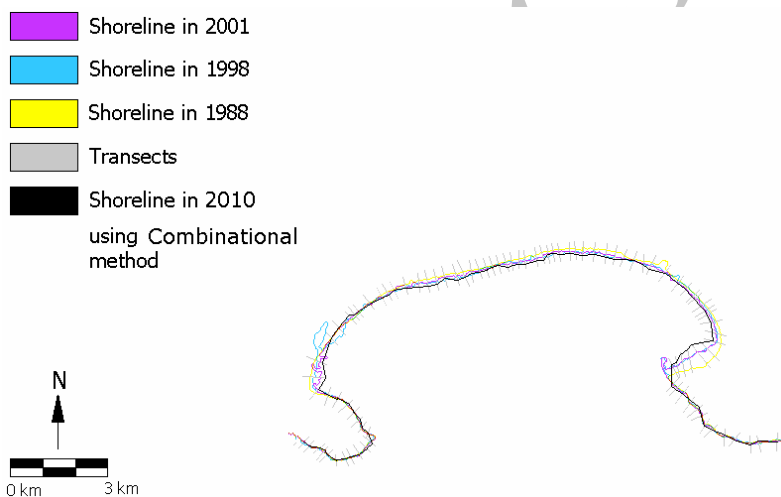 Shoreline in 2001
Shoreline in 1998
Shoreline in 1988
Transects
Shoreline in 2010
using Combinational
method
N
0 km 3 km